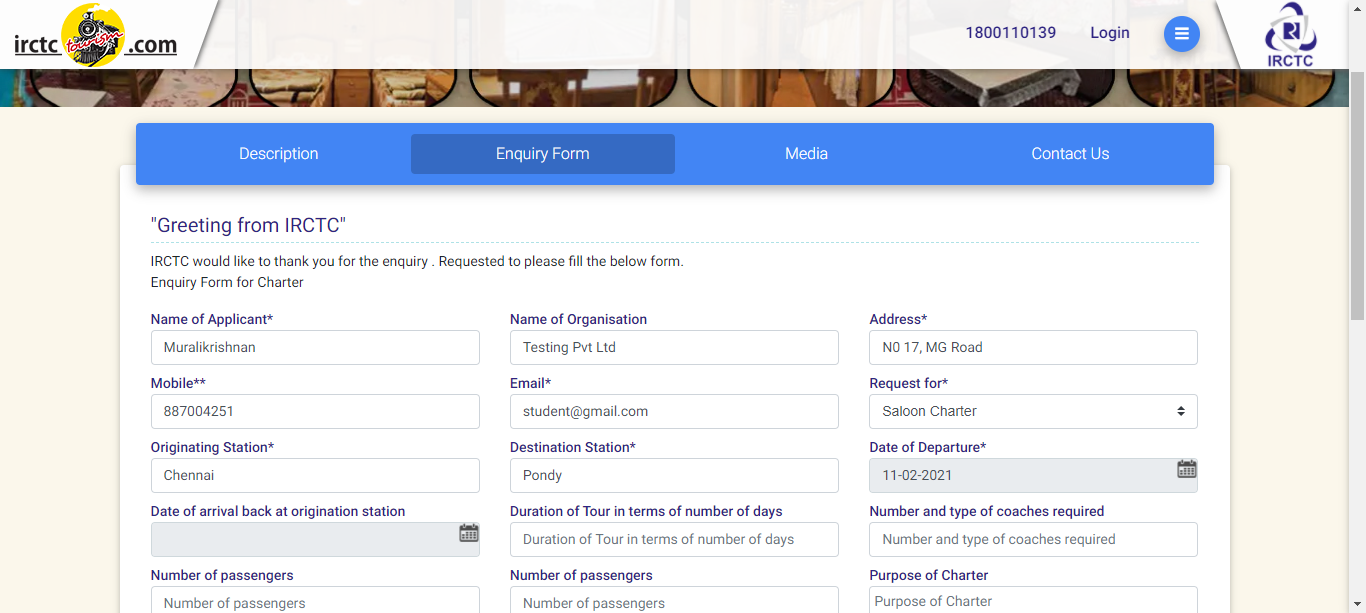 irctc tourism .com
1800110139 Login
IRCTC
Description Enquiry Form Media Contact Us
"Greeting from IRCTC"
IRCTC would like to thank you for the enquiry . Requested to please fill the below form.
Enquiry Form for Charter
Name of Applicant* Name of Organisation Address*
Muralikrishnan Testing Pvt Ltd N0 17, MG Road
Mobile** Email* Request for*
887004251 student@gmail.com Saloon Charter
Originating Station* Destination Station* Date of Departure*
Chennai Pondy 11-02-2021
Date of arrival back at origination station Duration of Tour in terms of number of days Number and type of coaches required
Duration of Tour in terms of number of days Number and type of coaches required
Number of passengers Number of passengers Purpose of Charter
Number of passengers Number of passengers Purpose of Charter